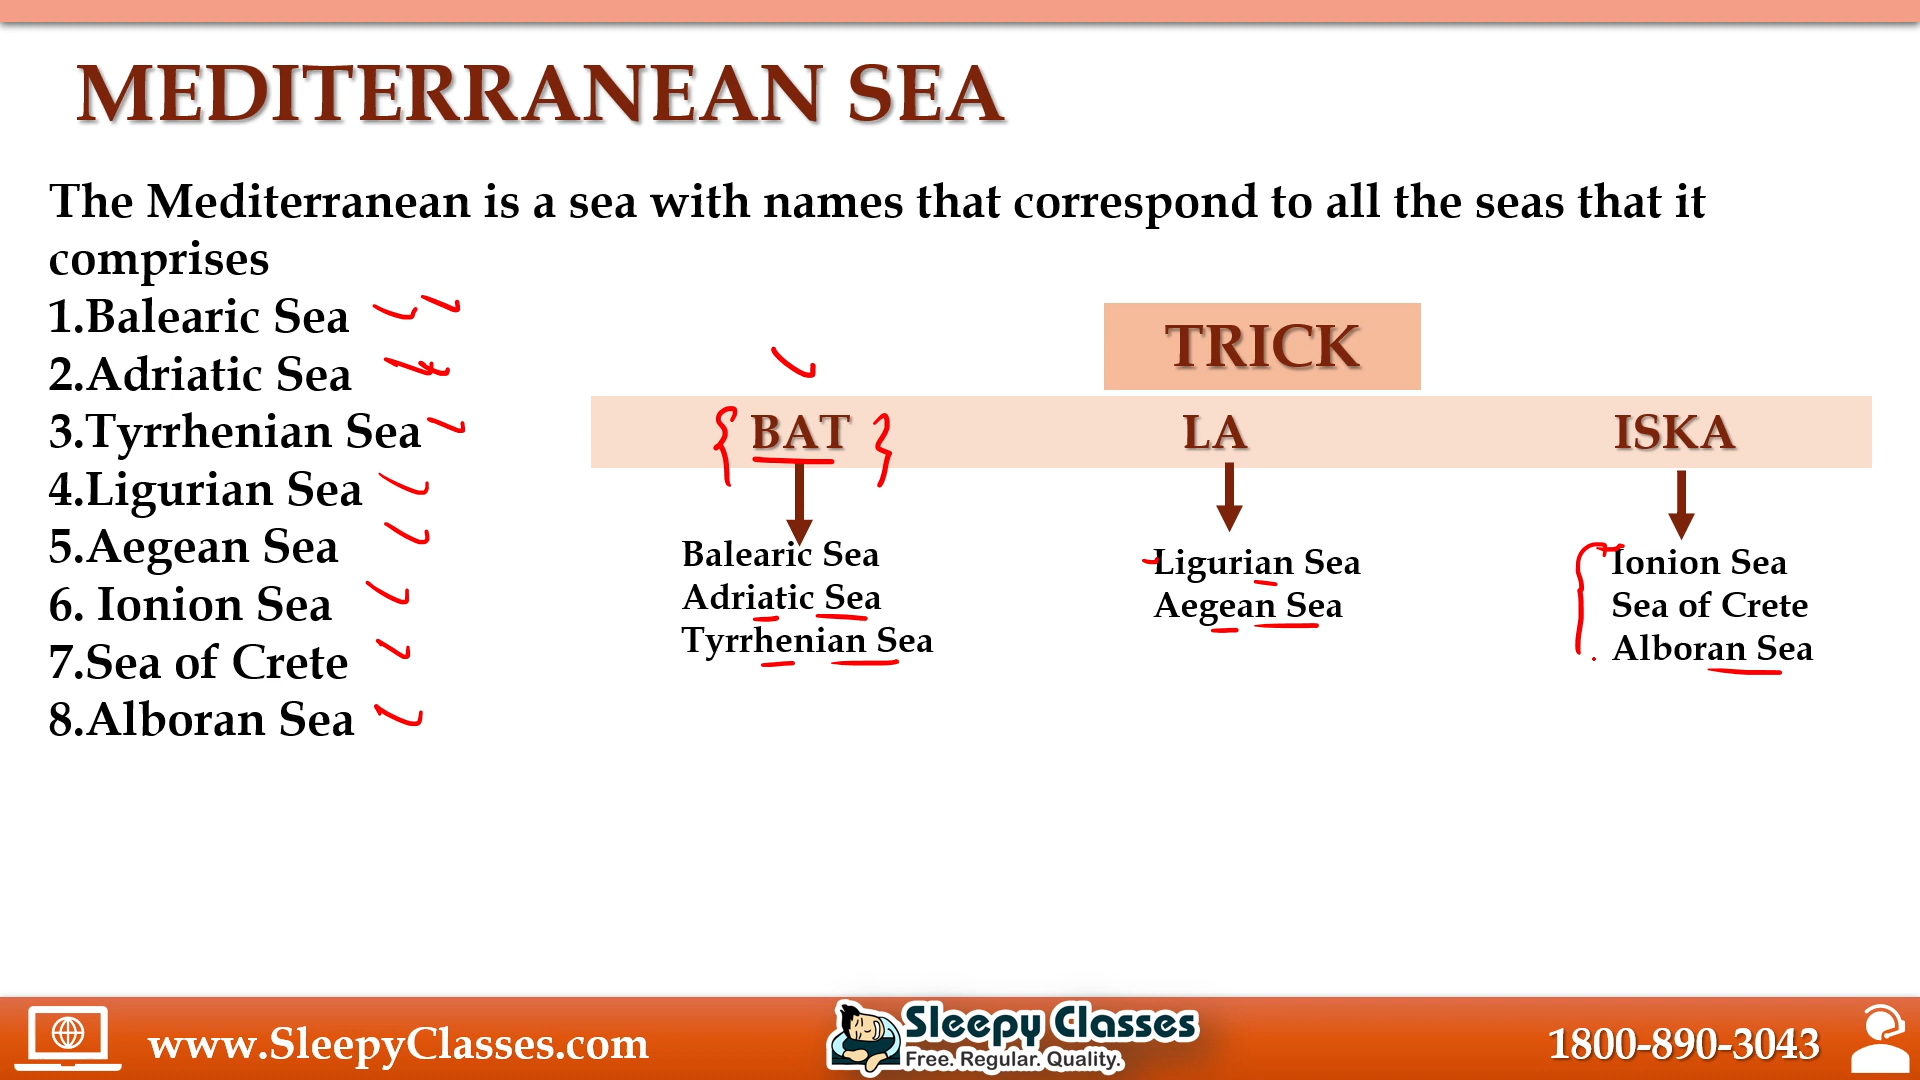 MEDITERRANEAN SEA
The Mediterranean is a sea with names that correspond to all the seas that it
comprises
1.Balearic Sea
2.Adriatic Sea
3.Tyrrhenian Sea
4.Ligurian Sea
5.Aegean Sea
6. Ionion Sea
7.Sea of Crete
8.Alboran Sea
TRICK
BAT
LA
ISKA
Balearic Sea
Adriatic Sea
Tyrrhenian Sea
Ligurian Sea
Aegean Sea
Ionion Sea
Sea of Crete
Alboran Sea
www.SleepyClasses.com
Sleepy Classes
Free. Regular. Quality.
1800-890-3043